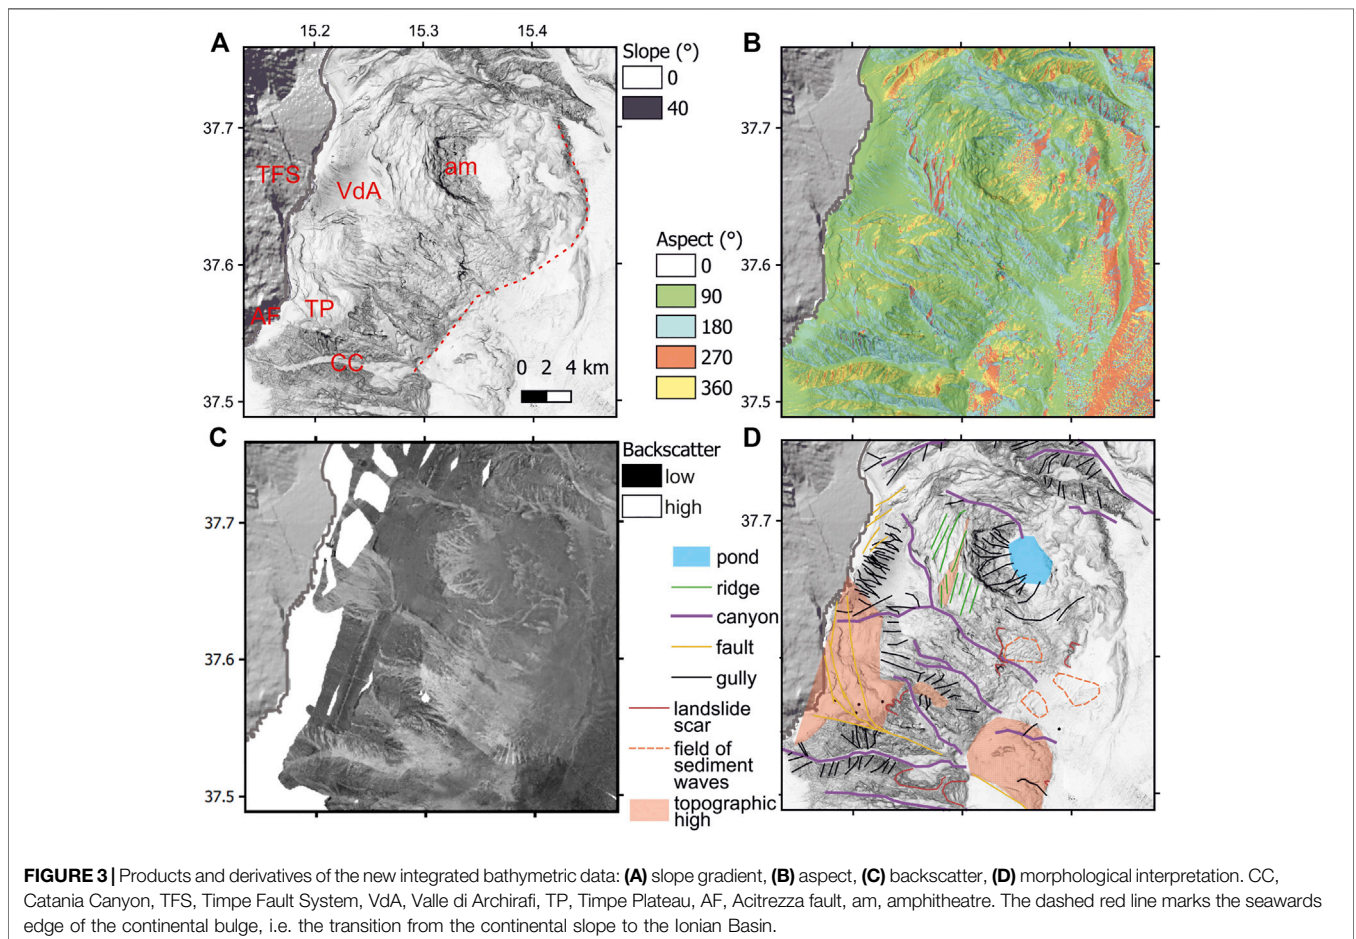 A
15.2 15.3 15.4
Slope (°)
0
40
37.7
37.6
37.5
TFS
VdA
am
AF
TP
CC
0 2 4 km
B
37.7
37.6
37.5
Aspect (°)
0
90
180
270
360
C
37.7
37.6
37.5
Backscatter
low
high
pond
ridge
canyon
fault
gully
landslide
scar
field of
sediment
waves
topographic
high
D
37.7
37.6
37.5
FIGURE 3 | Products and derivatives of the new integrated bathymetric data: (A) slope gradient, (B) aspect, (C) backscatter, (D) morphological interpretation. CC,
Catania Canyon, TFS, Timpe Fault System, VdA, Valle di Archirafi, TP, Timpe Plateau, AF, Acitrezza fault, am, amphitheatre. The dashed red line marks the seawards
edge of the continental bulge, i.e. the transition from the continental slope to the Ionian Basin.